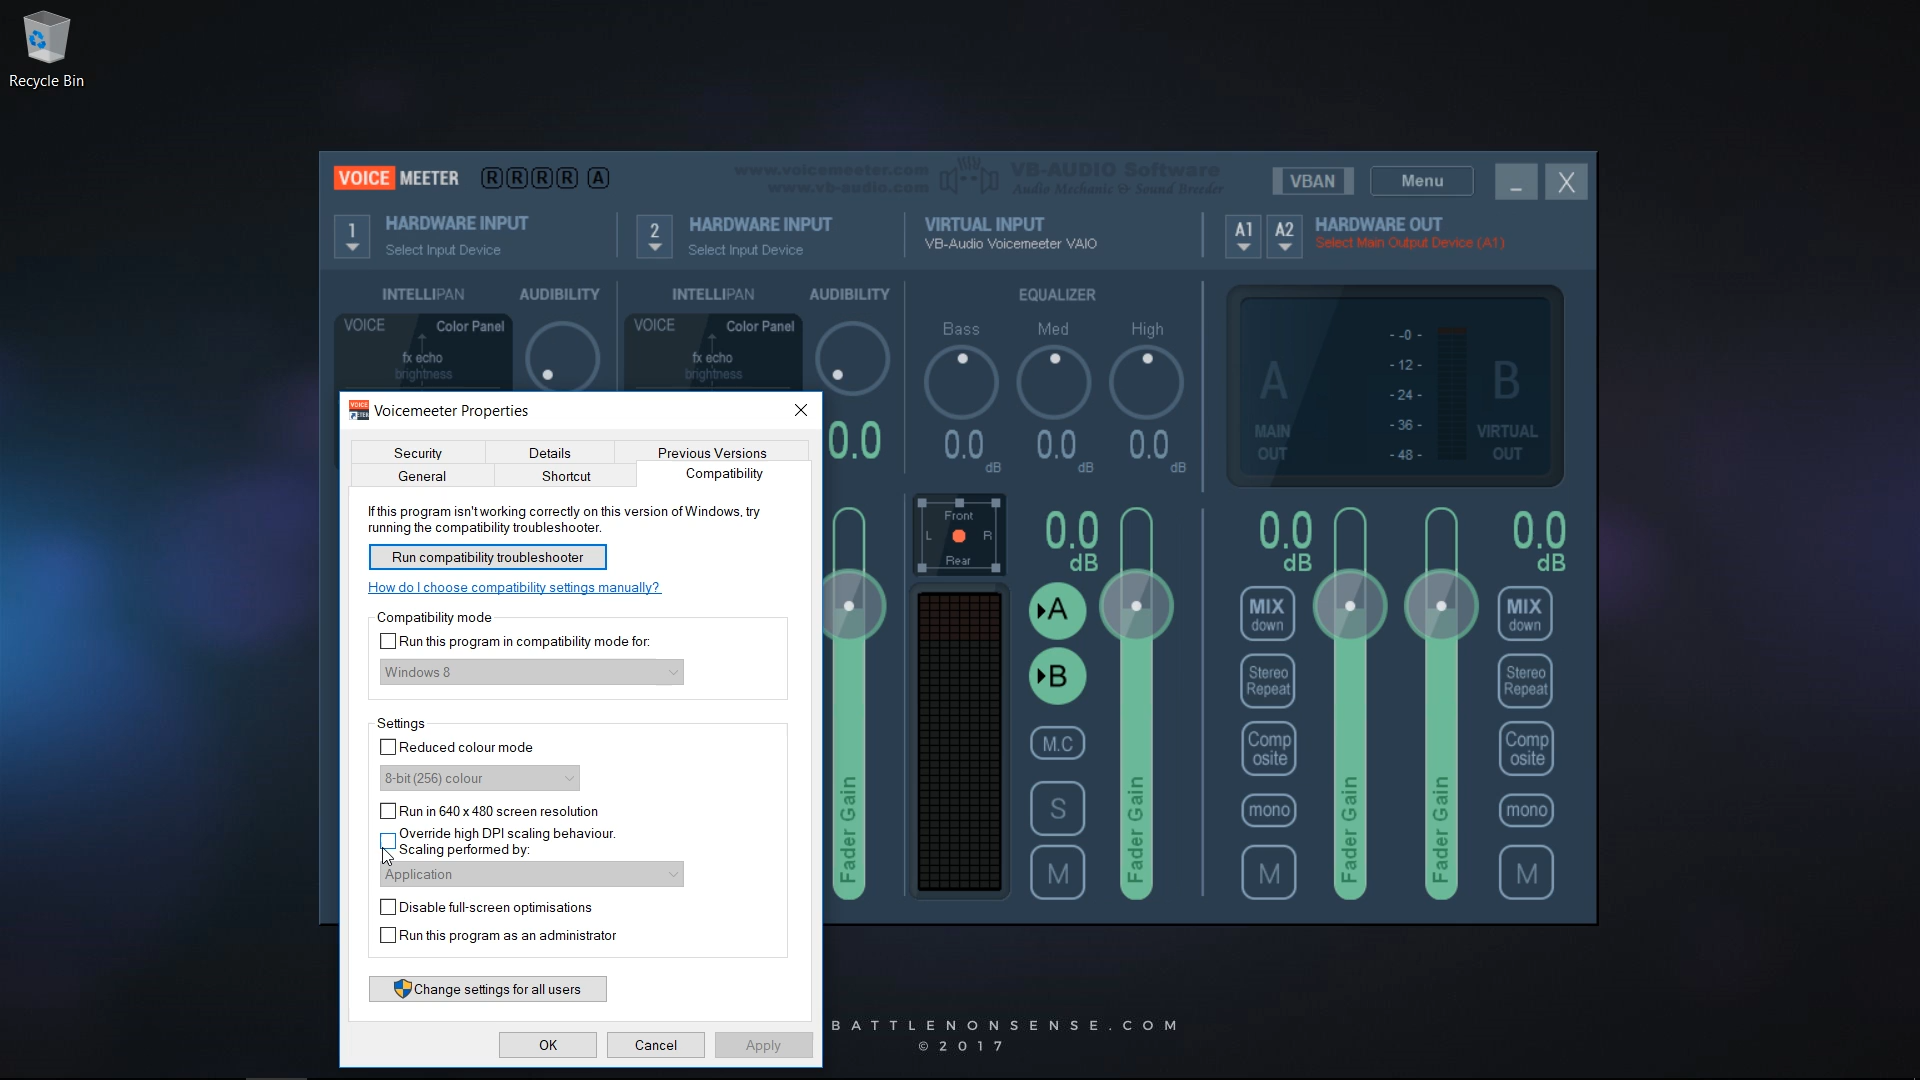 Recycle Bin
VOICE MEETER R R R R A
www.voicemeeter.com
www.vb-audio.com
VB-AUDIO Software
Audio Mechanic & Sound Breeder
VBAN
Menu
_ X
1
HARDWARE INPUT
Select Input Device
2
HARDWARE INPUT
Select Input Device
VIRTUAL INPUT
VB-Audio Voicemeeter VAIO
A1 A2
HARDWARE OUT
Select Main Output Device (A1)
INTELLIPAN AUDIBILITY
VOICE Color Panel
fx echo
brightness
INTELLIPAN AUDIBILITY
VOICE Color Panel
fx echo
brightness
0.0
EQUALIZER
Bass Med High
0.0 dB 0.0 dB 0.0 dB
A
MAIN
OUT
- -0 -
- -12 -
- -24 -
- -36 -
- -48 -
B
VIRTUAL
OUT
Front
L R
Rear
0.0
dB
A
B
M.C
S
M
Fader Gain
Fader Gain
0.0
dB
MIX
down
Stereo
Repeat
Comp
osite
mono
M
Fader Gain
Fader Gain
0.0
dB
MIX
down
Stereo
Repeat
Comp
osite
mono
M
Voicemeeter Properties
Security Details Previous Versions
General Shortcut Compatibility
If this program isn't working correctly on this version of Windows, try
running the compatibility troubleshooter.
Run compatibility troubleshooter
How do I choose compatibility settings manually?
Compatibility mode
Run this program in compatibility mode for:
Windows 8
Settings
Reduced colour mode
8-bit (256) colour
Run in 640 x 480 screen resolution
Override high DPI scaling behaviour.
Scaling performed by:
Application
Disable full-screen optimisations
Run this program as an administrator
Change settings for all users
OK Cancel Apply
BATTLENONSENSE.COM
© 2017